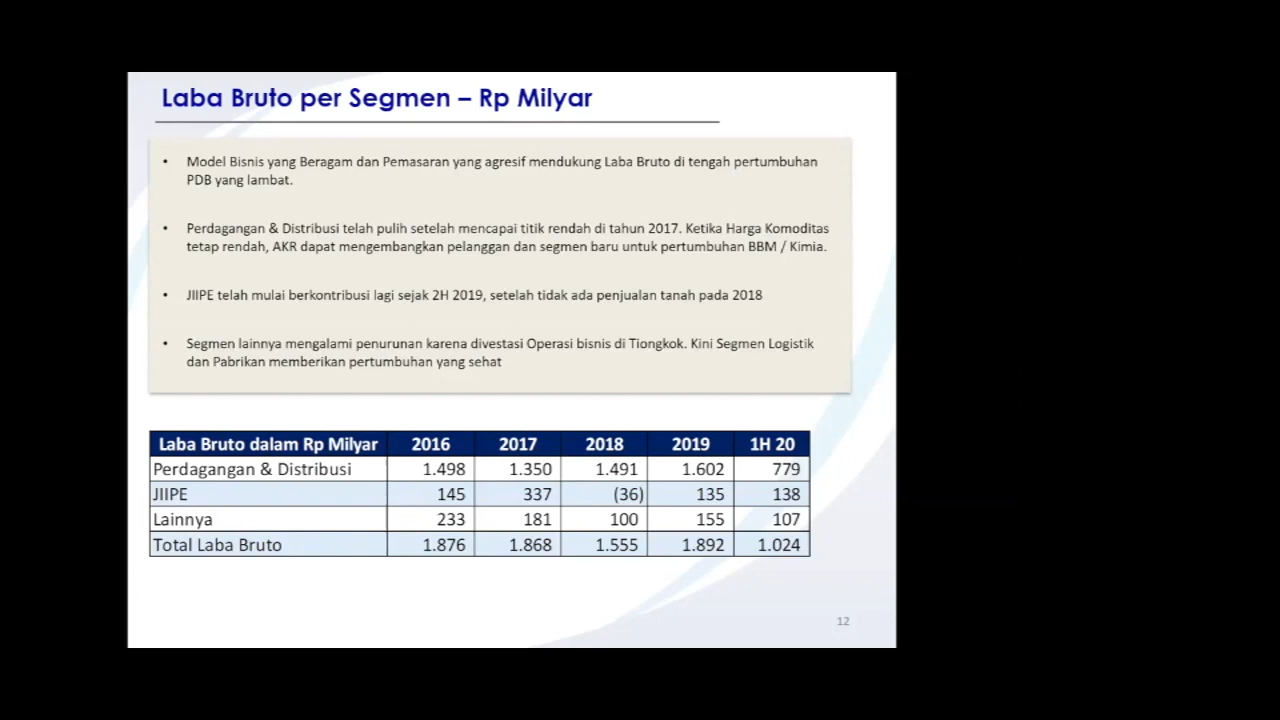 Laba Bruto per Segmen – Rp Milyar
• Model Bisnis yang Beragam dan Pemasaran yang agresif mendukung Laba Bruto di tengah pertumbuhan
PDB yang lambat.
• Perdagangan & Distribusi telah pulih setelah mencapai titik rendah di tahun 2017. Ketika Harga Komoditas
tetap rendah, AKR dapat mengembangkan pelanggan dan segmen baru untuk pertumbuhan BBM / Kimia.
• JIIPE telah mulai berkontribusi lagi sejak 2H 2019, setelah tidak ada penjualan tanah pada 2018
• Segmen lainnya mengalami penurunan karena divestasi Operasi bisnis di Tiongkok. Kini Segmen Logistik
dan Pabrikan memberikan pertumbuhan yang sehat
Laba Bruto dalam Rp Milyar 2016 2017 2018 2019 1H 20
Perdagangan & Distribusi 1.498 1.350 1.491 1.602 779
JIIPE 145 337 (36) 135 138
Lainnya 233 181 100 155 107
Total Laba Bruto 1.876 1.868 1.555 1.892 1.024
12